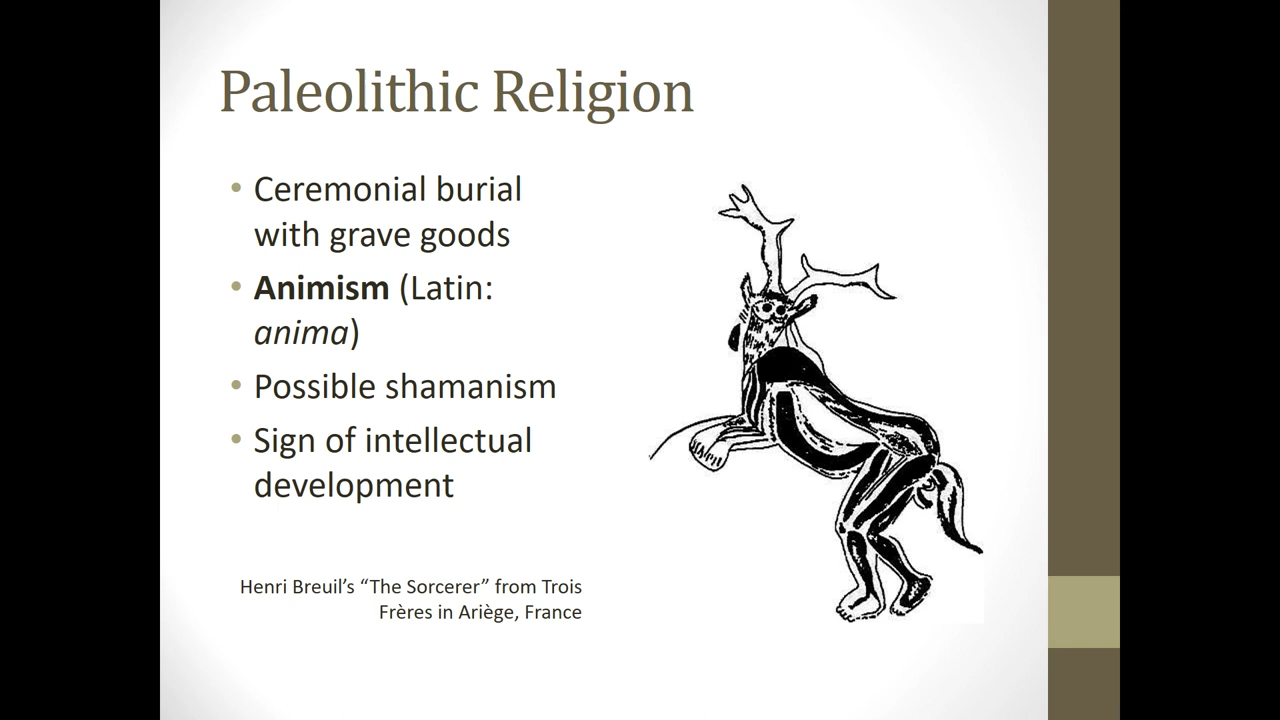 Paleolithic Religion
• Ceremonial burial
with grave goods
• Animism (Latin:
anima)
• Possible shamanism
• Sign of intellectual
development
Henri Breuil’s “The Sorcerer” from Trois
Frères in Ariège, France